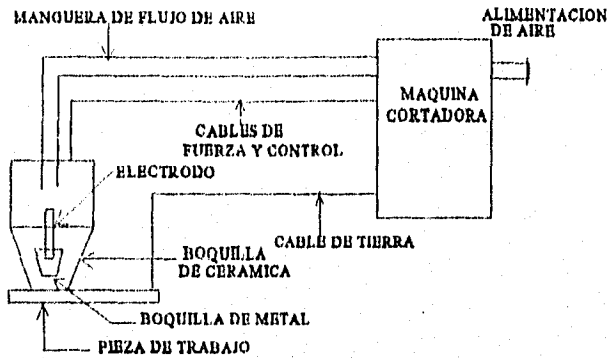 MANGUERA DE FLUJO DE AIRE
ALIMENTACION
DE AIRE
MAQUINA
CORTADORA
CABLES DE
FUERZA Y CONTROL
ELECTRODO
CABLE DE TIERRA
BOQUILLA
DE CERAMICA
BOQUILLA DE METAL
PIEZA DE TRABAJO